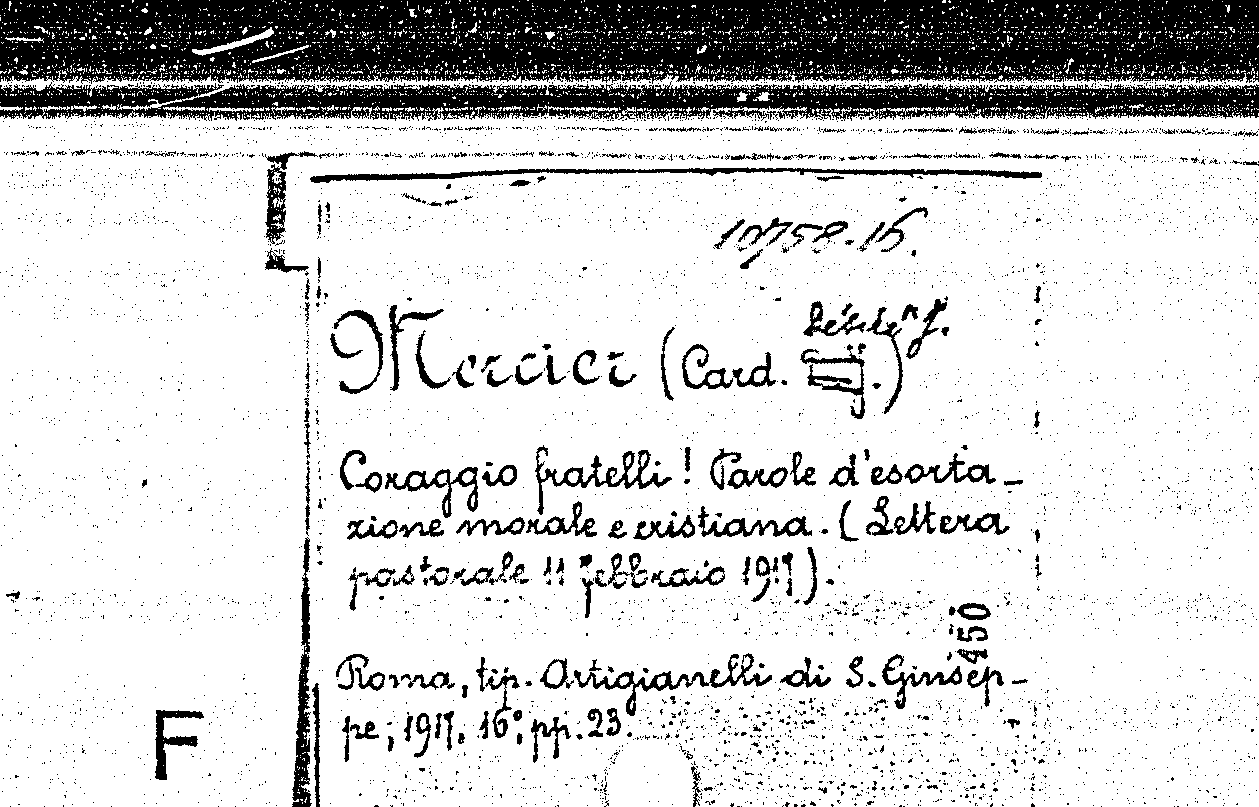 10758.15.
Désiré J.
Mercier (Card. .)
Coraggio fratelli! Parole d'esorta-
zione morale e cristiana. (Lettera
pastorale 11 febbraio 1917).
450
Roma, tip. Artigianelli di S. Giusep-
pe; 1917. 16°, pp. 23.
F